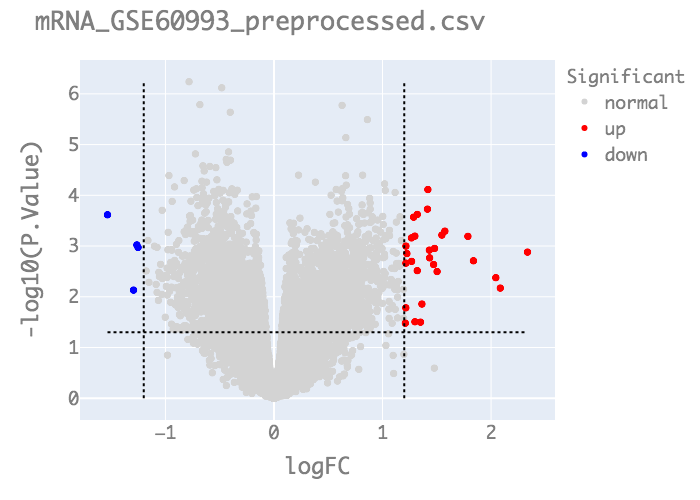 mRNA_GSE60993_preprocessed.csv
Significant
normal
up
down
-log10(P.Value)
6
5
4
3
2
1
0
−1
0
1
2
logFC